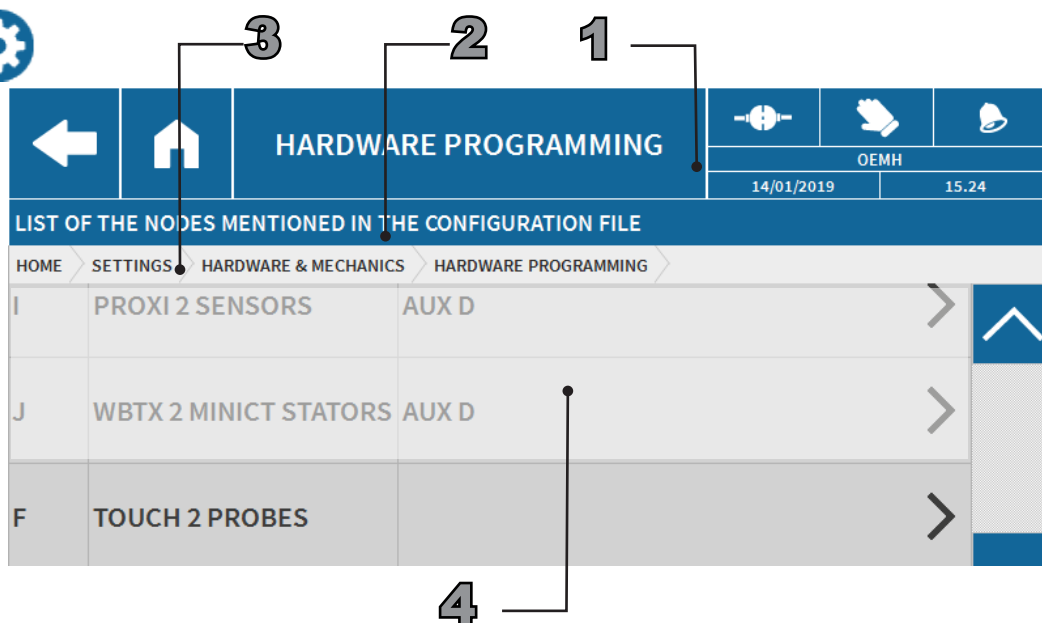 3 2 1
HARDWARE PROGRAMMING
OEMH
14/01/2019 15.24
LIST OF THE NODES MENTIONED IN THE CONFIGURATION FILE
HOME SETTINGS HARDWARE & MECHANICS HARDWARE PROGRAMMING
I PROXI 2 SENSORS AUX D
J WBTX 2 MINICT STATORS AUX D
F TOUCH 2 PROBES
4